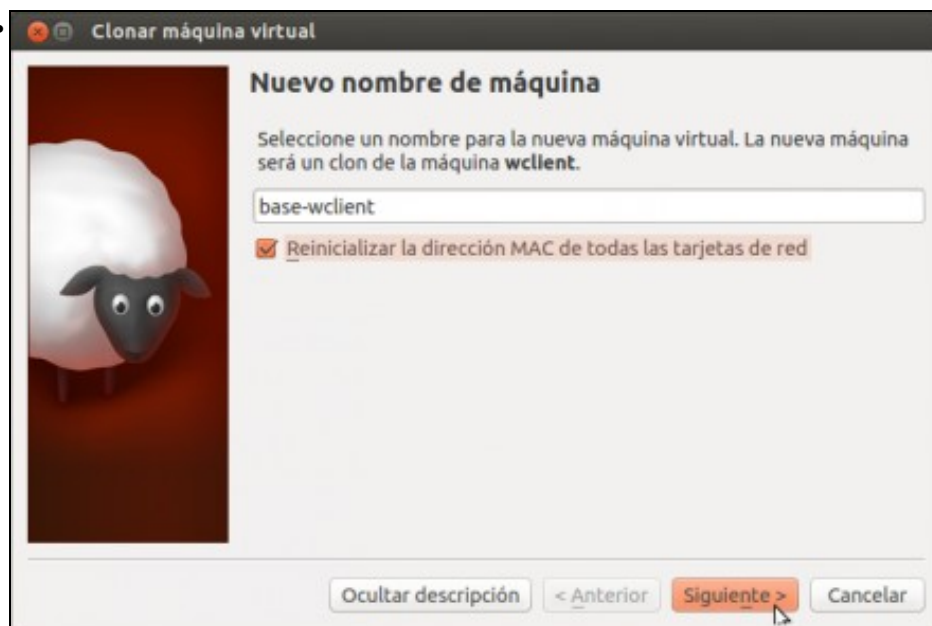 Clonar máquina virtual
Nuevo nombre de máquina
Seleccione un nombre para la nueva máquina virtual. La nueva máquina
será un clon de la máquina wclient.
base-wclient
Reinicializar la dirección MAC de todas las tarjetas de red
Ocultar descripción
< Anterior
Siguiente >
Cancelar